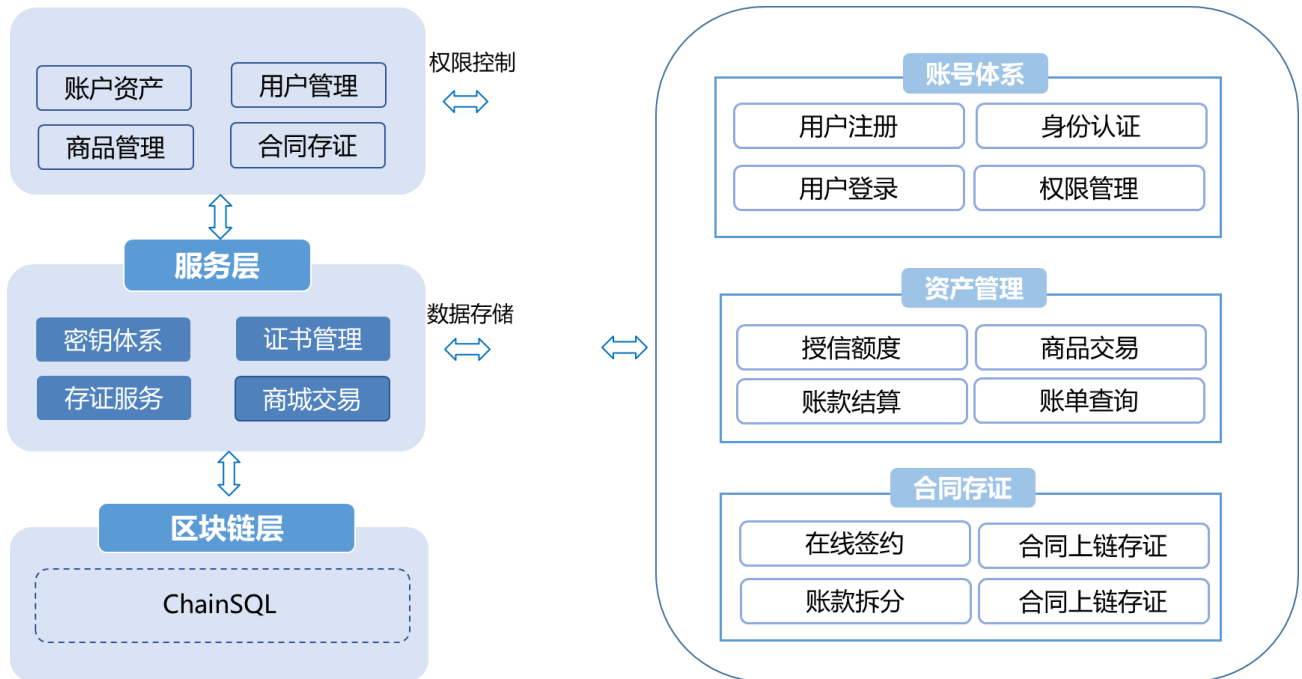 账户资产
用户管理
商品管理
合同存证
权限控制
服务层
密钥体系
证书管理
存证服务
商城交易
数据存储
区块链层
ChainSQL
账号体系
用户注册
身份认证
用户登录
权限管理
资产管理
授信额度
商品交易
账款结算
账单查询
合同存证
在线签约
合同上链存证
账款拆分
合同上链存证